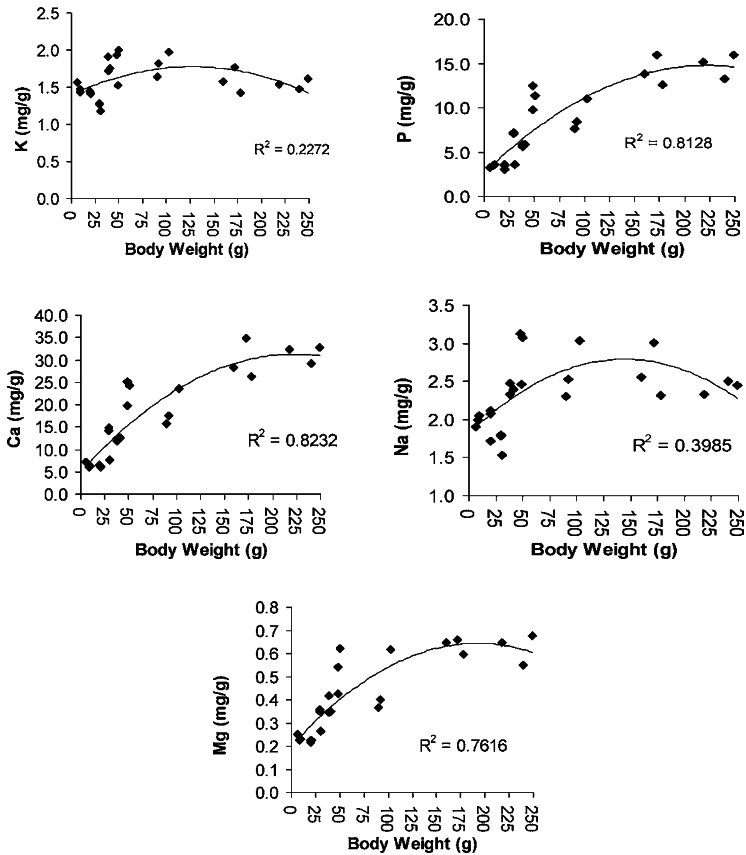 2.5
2.0
1.5
1.0
0.5
0.0
K (mg/g)
R² = 0.2272
0 25 50 75 100 125 150 175 200 225 250
Body Weight (g)
20.0
15.0
10.0
5.0
0.0
P (mg/g)
R² = 0.8128
0 25 50 75 100 125 150 175 200 225 250
Body Weight (g)
40.0
35.0
30.0
25.0
20.0
15.0
10.0
5.0
0.0
Ca (mg/g)
R² = 0.8232
0 25 50 75 100 125 150 175 200 225 250
Body Weight (g)
3.5
3.0
2.5
2.0
1.5
1.0
Na (mg/g)
R² = 0.3985
0 25 50 75 100 125 150 175 200 225 250
Body Weight (g)
0.8
0.7
0.6
0.5
0.4
0.3
0.2
0.1
0.0
Mg (mg/g)
R² = 0.7616
0 25 50 75 100 125 150 175 200 225 250
Body Weight (g)